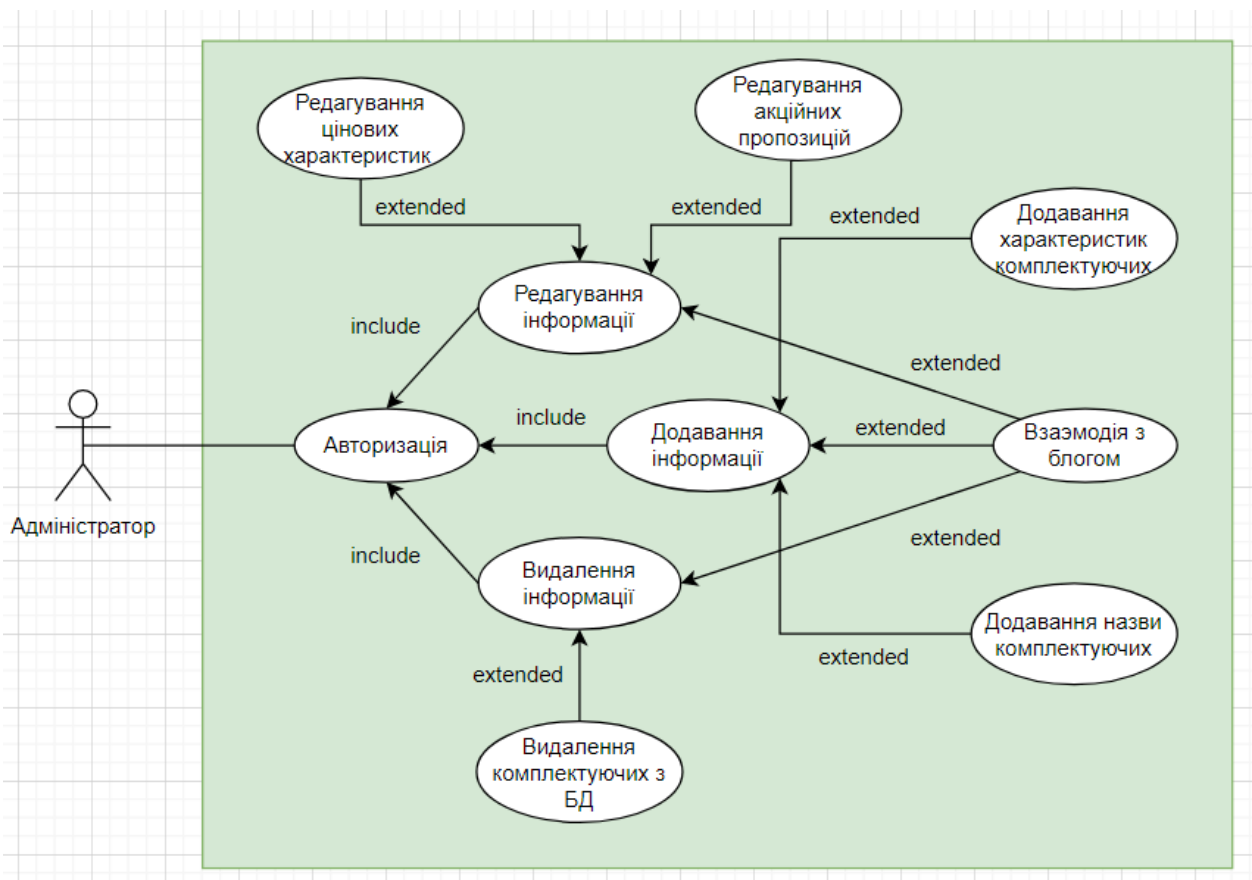 Редагування
цінових
характеристик
Редагування
акційних
пропозицій
extended
extended
extended
Додавання
характеристик
комплектуючих
Редагування
інформації
include
extended
Авторизація
include
Додавання
інформації
extended
Взаэмодія з
блогом
Адміністратор
include
Видалення
інформації
extended
Додавання назви
комплектуючих
extended
extended
Видалення
комплектуючих з
БД